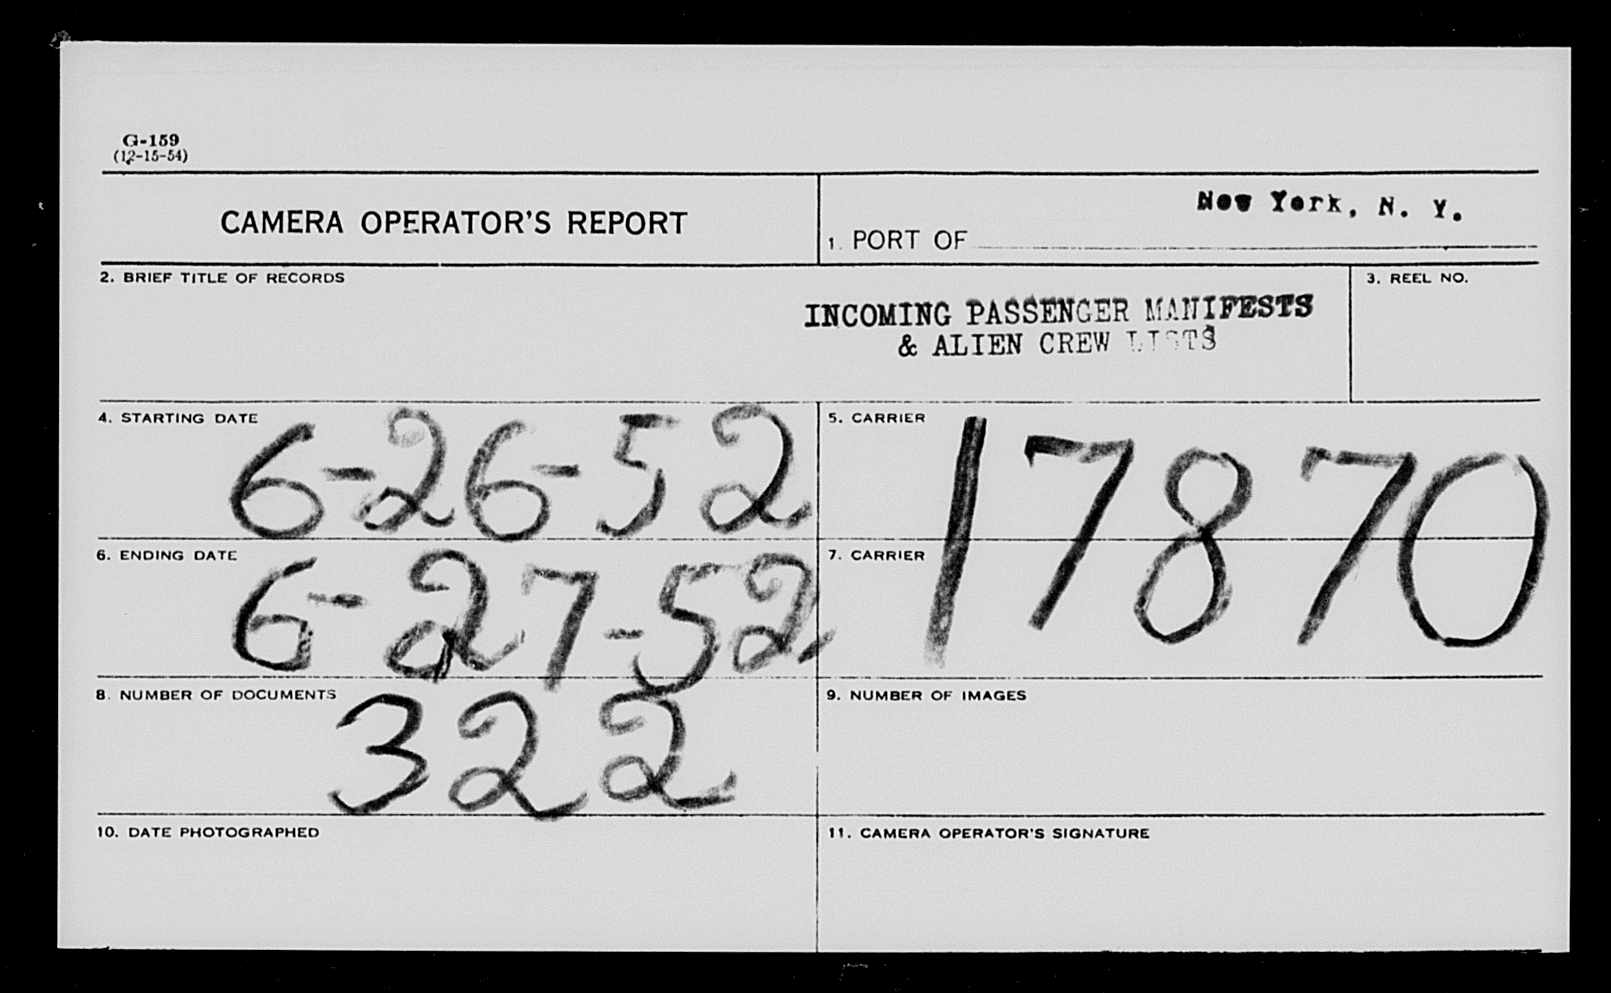 G-159
(12-15-54)
CAMERA OPERATOR'S REPORT
1. PORT OF New York, N. Y.
2. BRIEF TITLE OF RECORDS
INCOMING PASSENGER MANIFESTS
& ALIEN CREW LISTS
3. REEL NO.
4. STARTING DATE 6-26-52
5. CARRIER 17870
6. ENDING DATE 6-27-52
7. CARRIER
8. NUMBER OF DOCUMENTS 322
9. NUMBER OF IMAGES
10. DATE PHOTOGRAPHED
11. CAMERA OPERATOR'S SIGNATURE